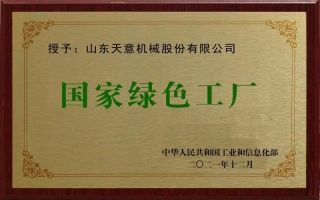 授予：山东天意机械股份有限公司
国家绿色工厂
中华人民共和国工业和信息化部
二〇二一年十二月